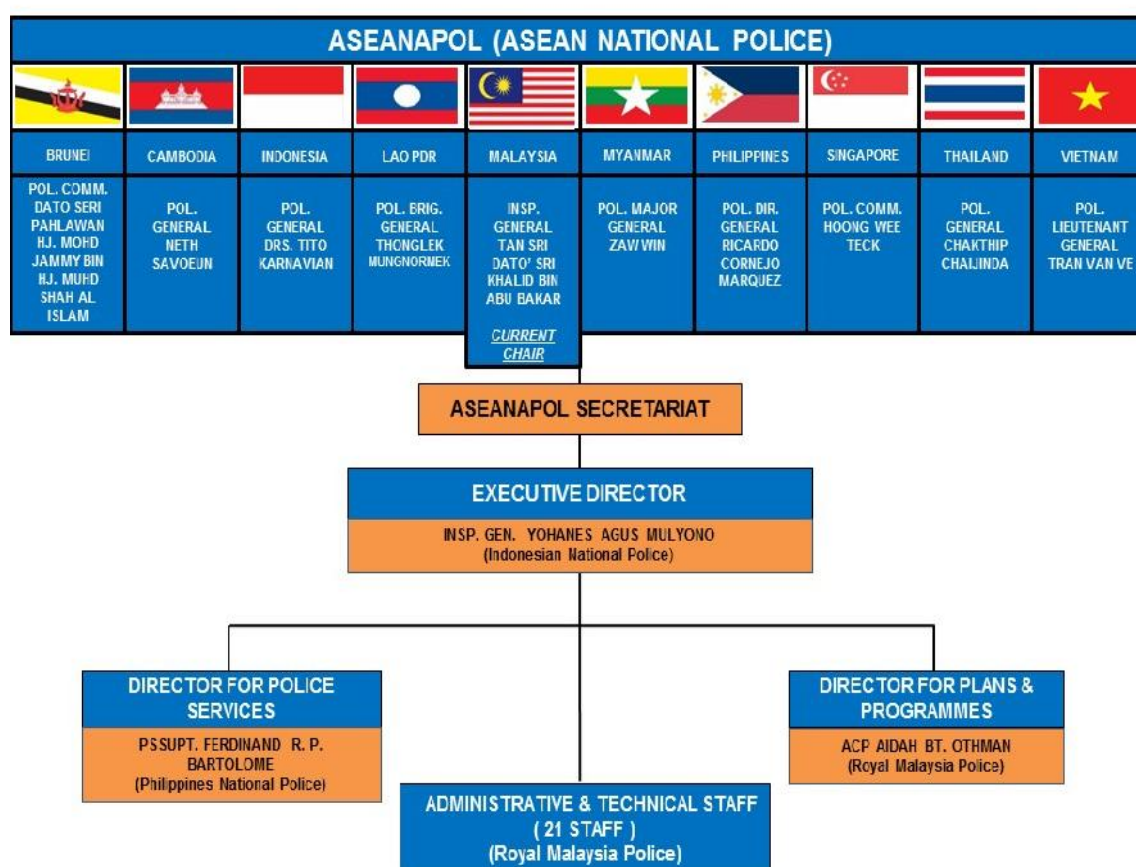 ASEANAPOL (ASEAN NATIONAL POLICE)
BRUNEI
CAMBODIA
INDONESIA
LAO PDR
MALAYSIA
MYANMAR
PHILIPPINES
SINGAPORE
THAILAND
VIETNAM
POL. COMM.
DATO SERI
PAHLAWAN
HJ. MOHD
JAMMY BIN
HJ. MUHD
SHAH AL
ISLAM
POL.
GENERAL
NETH
SAVOEUN
POL.
GENERAL
DRS. TITO
KARNAVIAN
POL. BRIG.
GENERAL
THONGLEK
MUNGNORMEK
INSP.
GENERAL
TAN SRI
DATO' SRI
KHALID BIN
ABU BAKAR
CURRENT
CHAIR
POL. MAJOR
GENERAL
ZAW WIN
POL. DIR.
GENERAL
RICARDO
CORNEJO
MARQUEZ
POL. COMM.
HOONG WEE
TECK
POL.
GENERAL
CHAKTHIP
CHAIJINDA
POL.
LIEUTENANT
GENERAL
TRAN VAN VE
ASEANAPOL SECRETARIAT
EXECUTIVE DIRECTOR
INSP. GEN. YOHANES AGUS MULYONO
(Indonesian National Police)
DIRECTOR FOR POLICE
SERVICES
PSSUPT. FERDINAND R. P.
BARTOLOME
(Philippines National Police)
DIRECTOR FOR PLANS &
PROGRAMMES
ACP AIDAH BT. OTHMAN
(Royal Malaysia Police)
ADMINISTRATIVE & TECHNICAL STAFF
( 21 STAFF )
(Royal Malaysia Police)